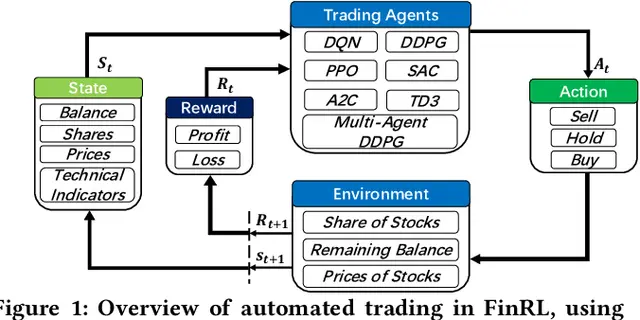 Trading Agents
DQN DDPG
PPO SAC
A2C TD3
Multi-Agent
DDPG
S_t
R_t
A_t
State
Balance
Shares
Prices
Technical
Indicators
Reward
Profit
Loss
Action
Sell
Hold
Buy
Environment
Share of Stocks
Remaining Balance
Prices of Stocks
R_{t+1}
s_{t+1}
Figure 1: Overview of automated trading in FinRL, using